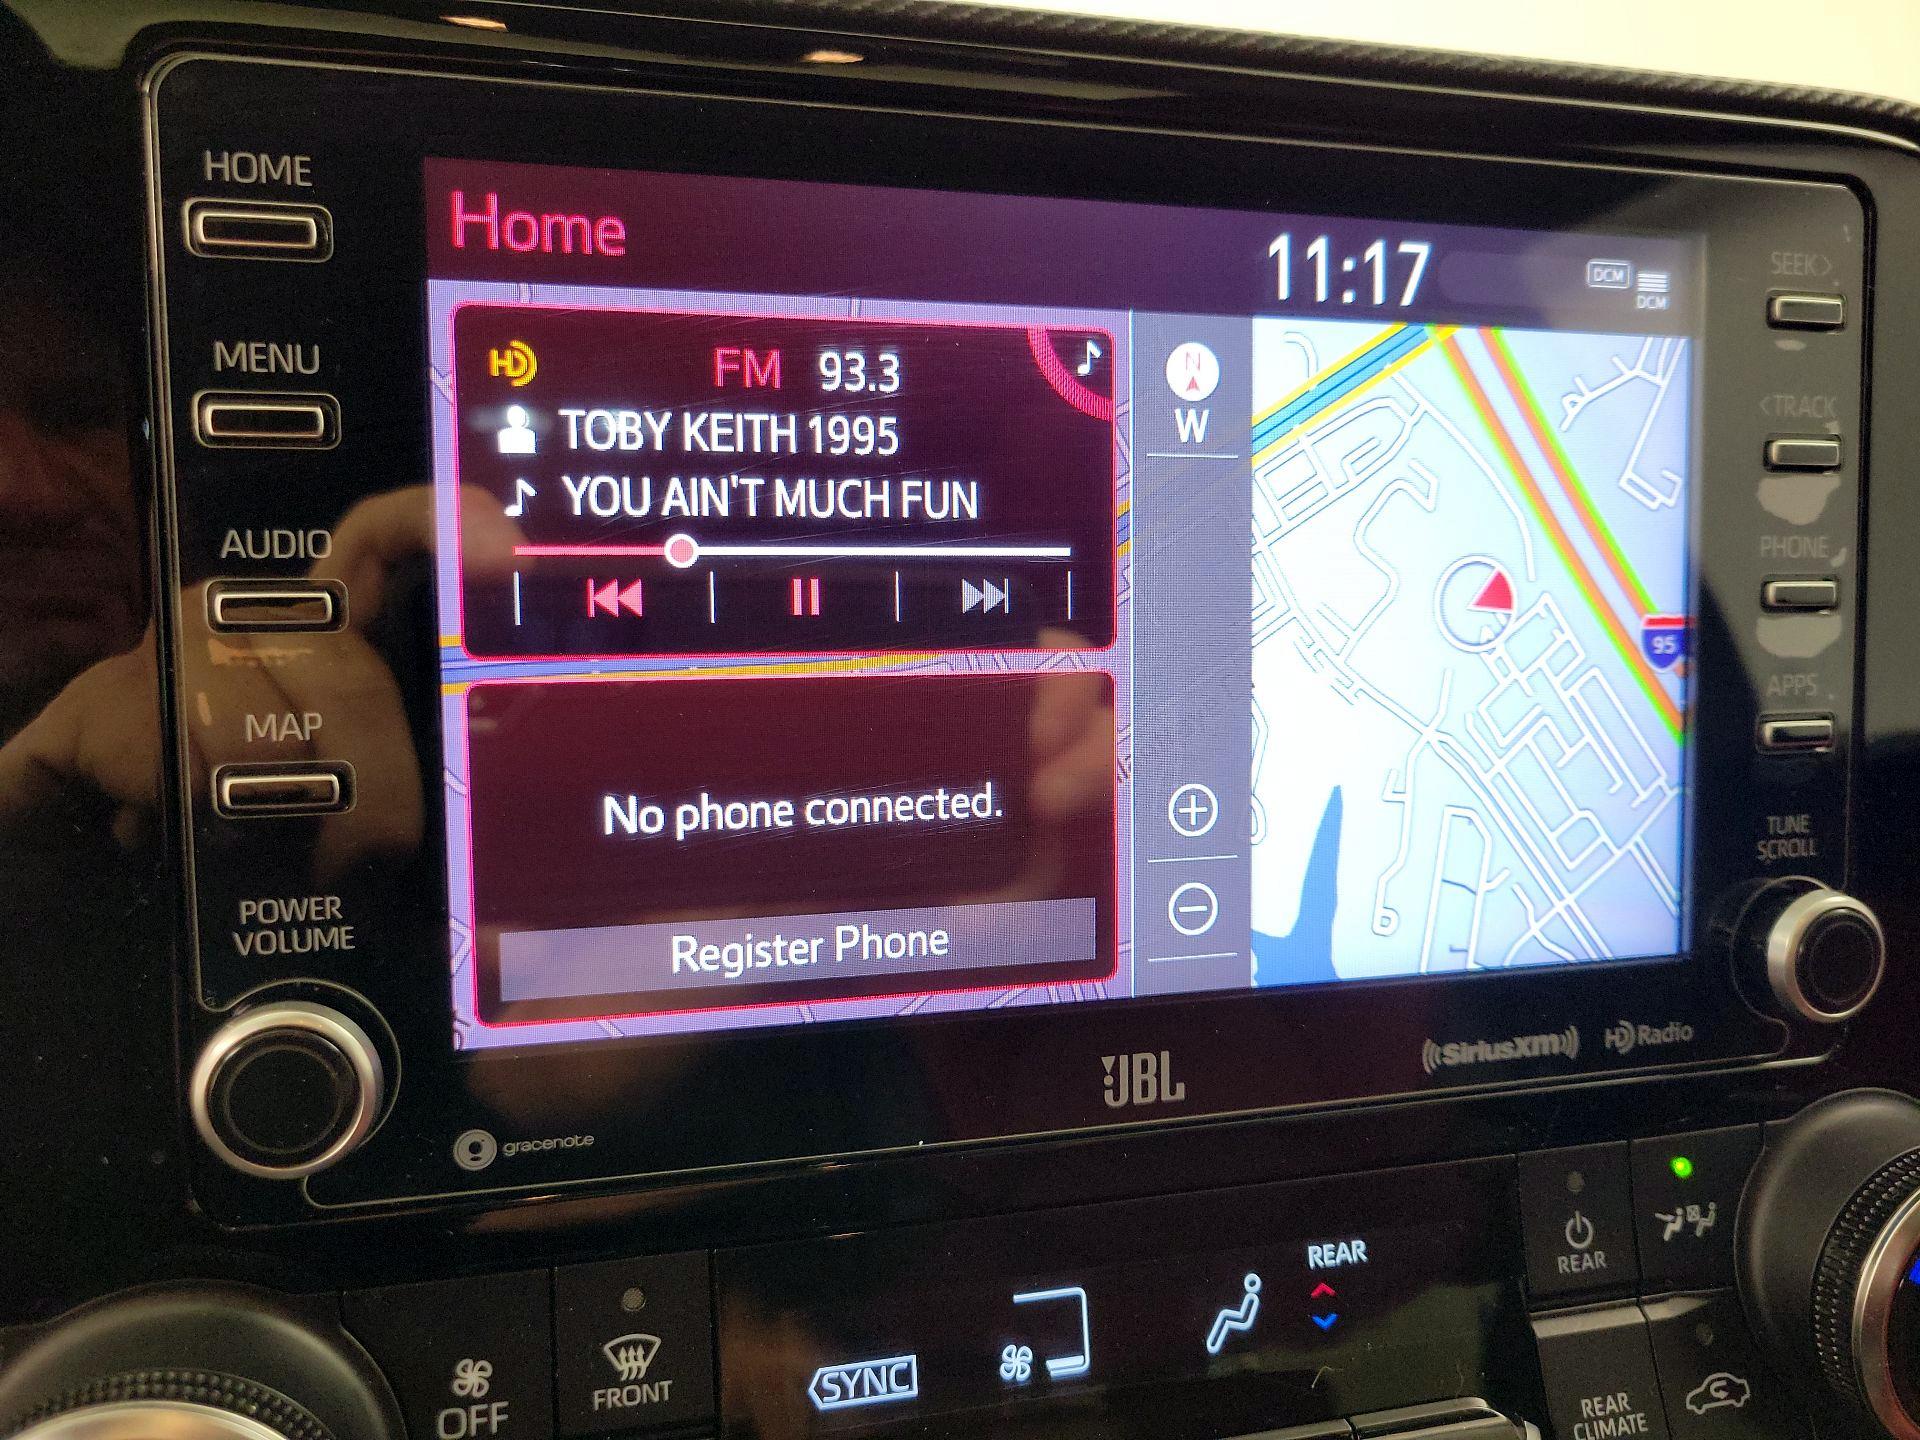 HOME
MENU
AUDIO
MAP
POWER
VOLUME
Home
11:17
DCM
DCM
HD
FM 93.3
TOBY KEITH 1995
YOU AIN'T MUCH FUN
No phone connected.
Register Phone
N
W
95
SEEK>
<TRACK
PHONE
APPS
TUNE
SCROLL
gracenote
JBL
((SiriusXM))
HD Radio
OFF
FRONT
SYNC
REAR
REAR
REAR
CLIMATE